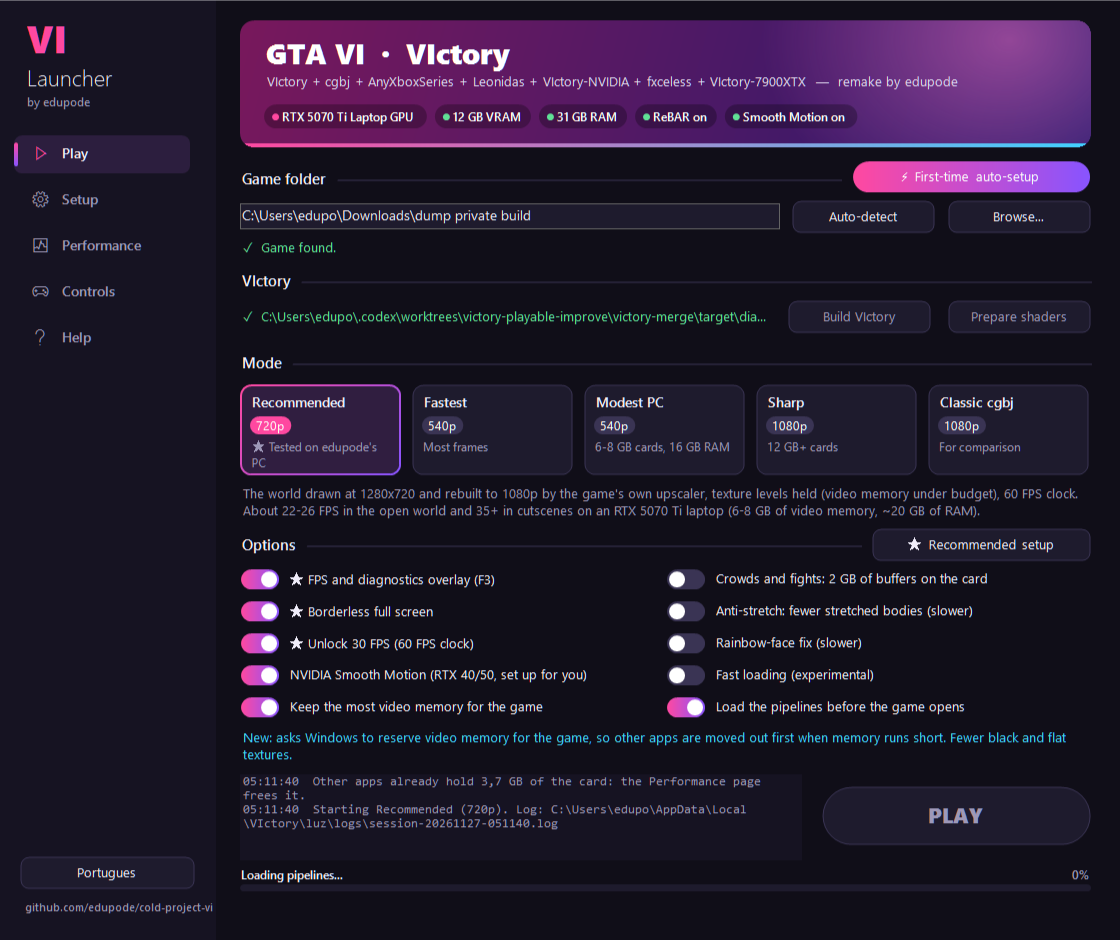 VI
Launcher
by edupode
Play
Setup
Performance
Controls
Help
Portugues
github.com/edupode/cold-project-vi
GTA VI · VIctory
VIctory + cgbj + AnyXboxSeries + Leonidas + VIctory-NVIDIA + fxceless + VIctory-7900XTX — remake by edupode
RTX 5070 Ti Laptop GPU
12 GB VRAM
31 GB RAM
ReBAR on
Smooth Motion on
Game folder
⚡ First-time auto-setup
C:\Users\edupo\Downloads\dump private build
Auto-detect
Browse...
✓ Game found.
VIctory
✓ C:\Users\edupo\.codex\worktrees\victory-playable-improve\victory-merge\target\dia...
Build VIctory
Prepare shaders
Mode
Recommended
720p
★ Tested on edupode's
PC
Fastest
540p
Most frames
Modest PC
540p
6-8 GB cards, 16 GB RAM
Sharp
1080p
12 GB+ cards
Classic cgbj
1080p
For comparison
The world drawn at 1280x720 and rebuilt to 1080p by the game's own upscaler, texture levels held (video memory under budget), 60 FPS clock.
About 22-26 FPS in the open world and 35+ in cutscenes on an RTX 5070 Ti laptop (6-8 GB of video memory, ~20 GB of RAM).
Options
★ Recommended setup
★ FPS and diagnostics overlay (F3)
★ Borderless full screen
★ Unlock 30 FPS (60 FPS clock)
NVIDIA Smooth Motion (RTX 40/50, set up for you)
Keep the most video memory for the game
Crowds and fights: 2 GB of buffers on the card
Anti-stretch: fewer stretched bodies (slower)
Rainbow-face fix (slower)
Fast loading (experimental)
Load the pipelines before the game opens
New: asks Windows to reserve video memory for the game, so other apps are moved out first when memory runs short. Fewer black and flat
textures.
05:11:40 Other apps already hold 3,7 GB of the card: the Performance page
frees it.
05:11:40 Starting Recommended (720p). Log: C:\Users\edupo\AppData\Local
\VIctory\luz\logs\session-20261127-051140.log
PLAY
Loading pipelines...
0%